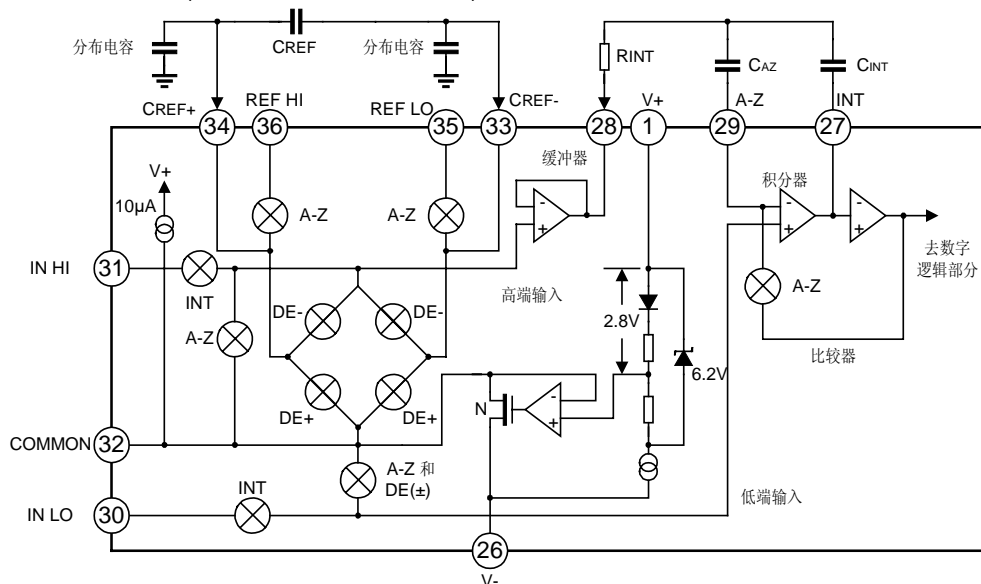 分布电容
CREF
分布电容
RINT
CAZ
CINT
CREF+
REF HI
REF LO
CREF-
V+
A-Z
INT
34
36
35
33
28
1
29
27
V+
10μA
A-Z
A-Z
缓冲器
-
+
积分器
-
+
去数字
逻辑部分
IN HI
31
INT
A-Z
DE-
DE-
高端输入
2.8V
A-Z
比较器
6.2V
DE+
DE+
N
-
+
COMMON
32
A-Z 和
DE(±)
INT
低端输入
IN LO
30
26
V-